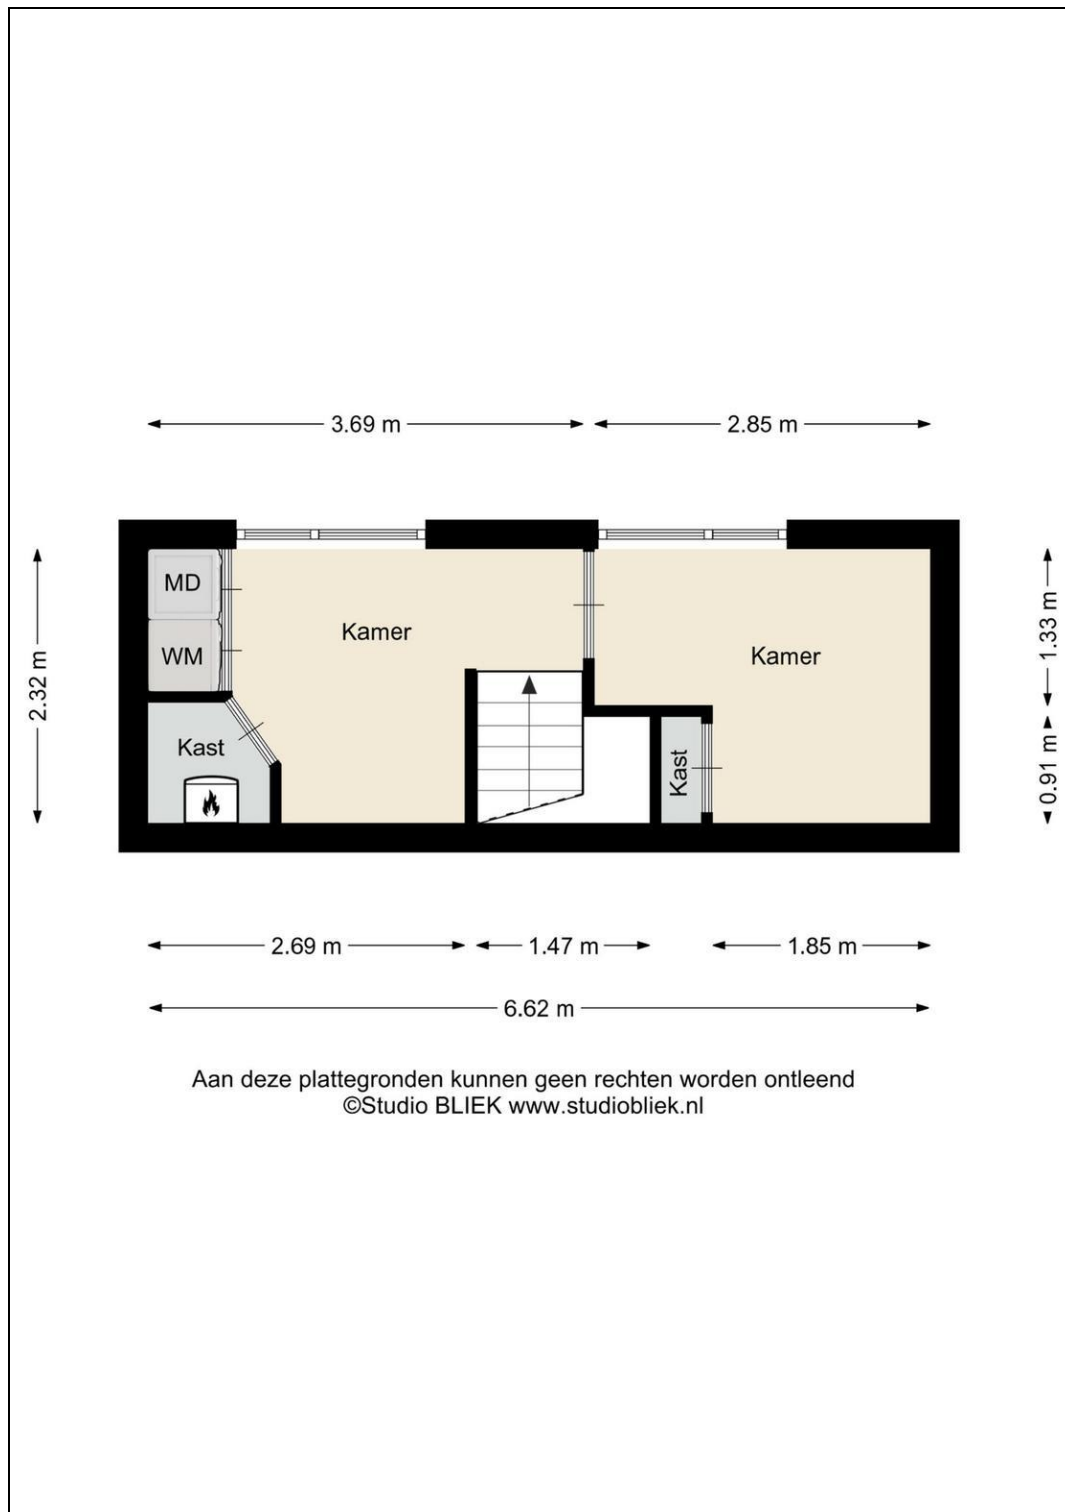 3.69 m
2.85 m
MD
Kamer
WM
Kamer
2.32 m
1.33 m
Kast
Kast
0.91 m
2.69 m
1.47 m
1.85 m
6.62 m
Aan deze plattegronden kunnen geen rechten worden ontleend
©Studio BLIEK www.studiobliek.nl